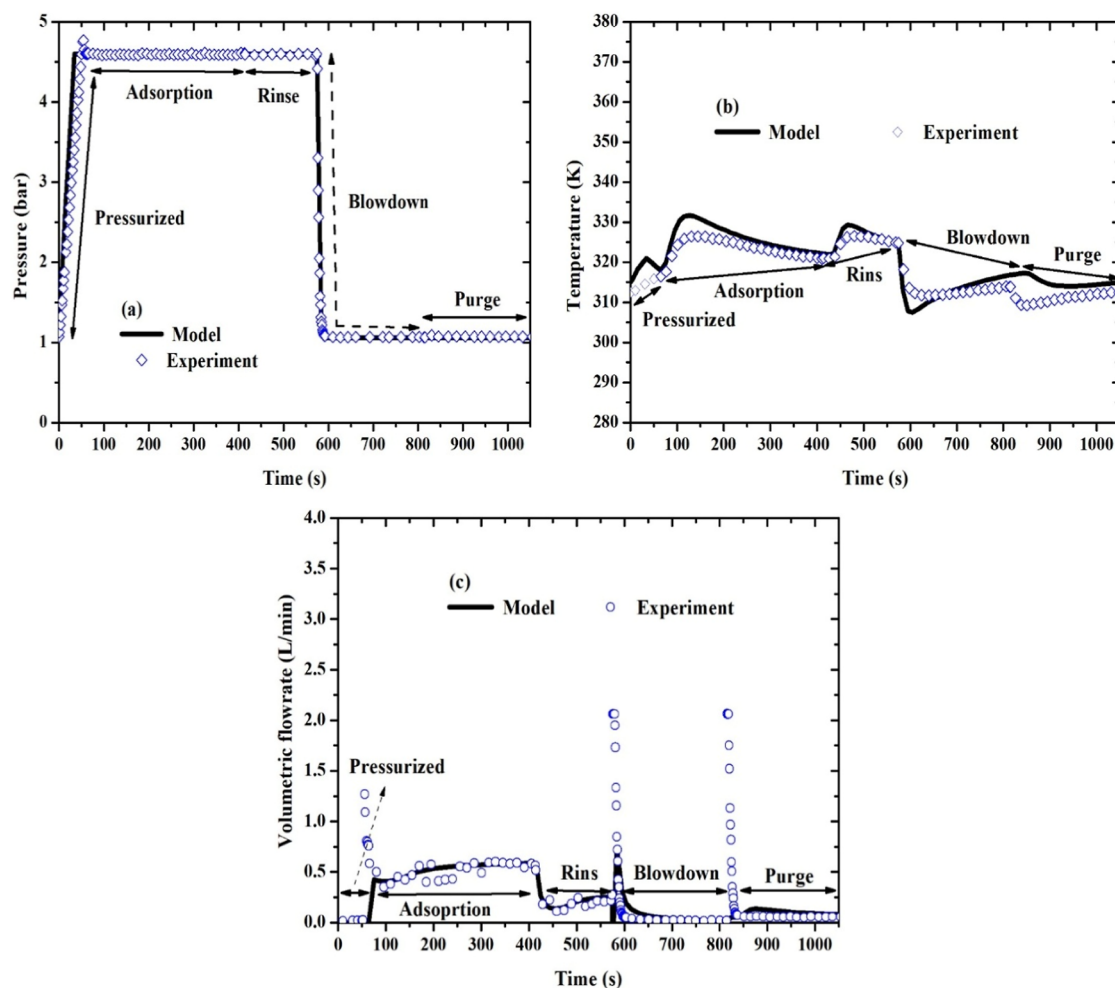 5
4
3
2
1
0
Pressure (bar)
Adsorption
Rinse
Pressurized
Blowdown
Purge
(a)
Model
Experiment
0 100 200 300 400 500 600 700 800 900 1000
Time (s)
380
370
360
350
340
330
320
310
300
290
280
Temperature (K)
(b)
Model Experiment
Blowdown
Purge
Rins
Adsorption
Pressurized
0 100 200 300 400 500 600 700 800 900 1000
Time (s)
4.0
3.5
3.0
2.5
2.0
1.5
1.0
0.5
0.0
Volumetric flowrate (L/min)
(c)
Model Experiment
Pressurized
Rins
Blowdown
Purge
Adsoprtion
0 100 200 300 400 500 600 700 800 900 1000
Time (s)